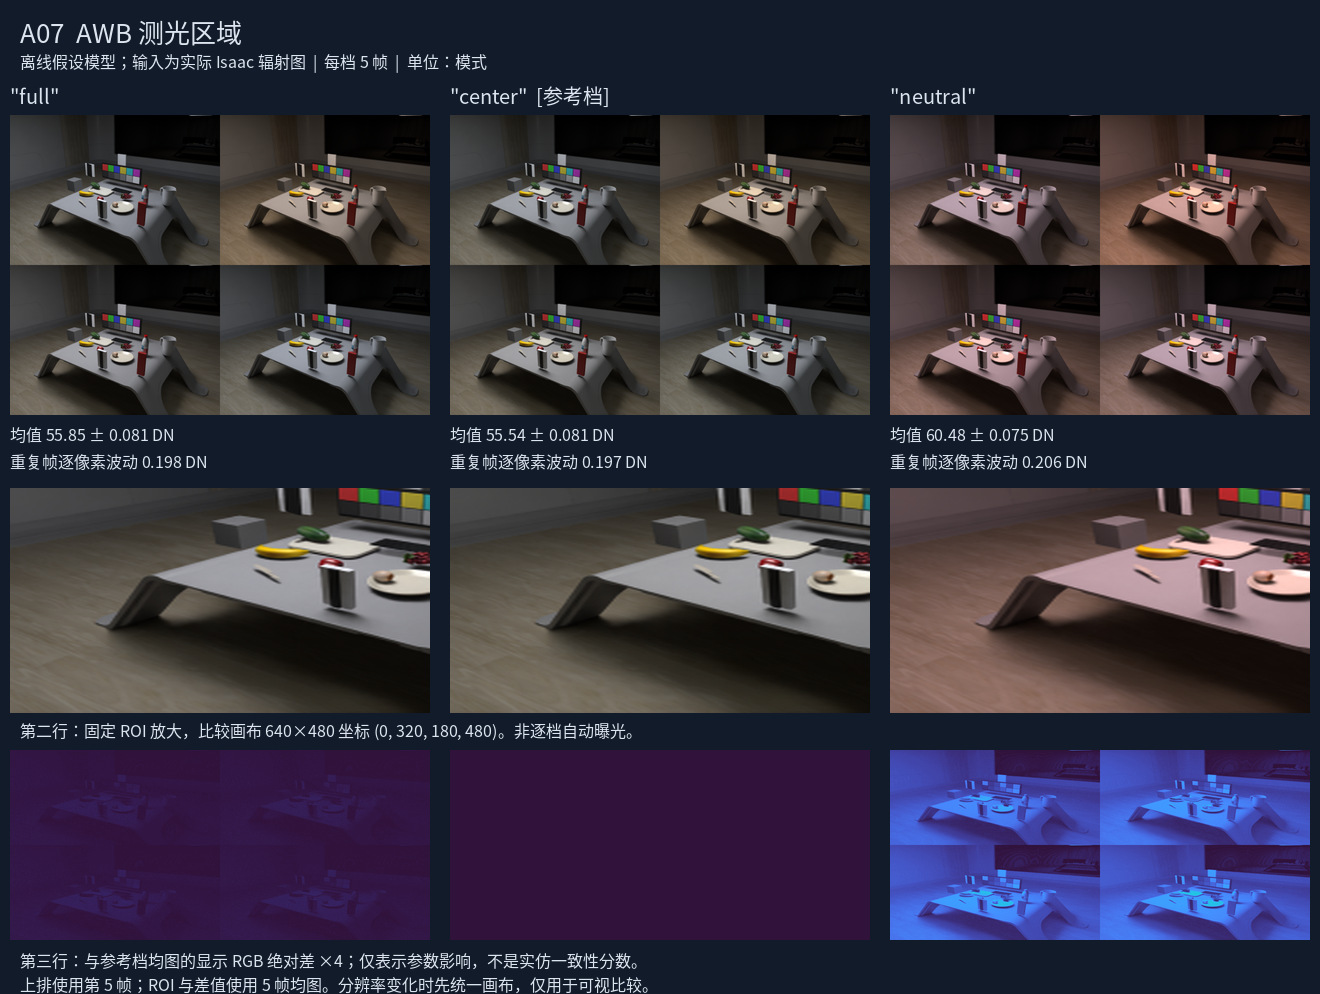 A07 AWB 测光区域
离线假设模型；输入为实际 Isaac 辐射图 | 每档 5 帧 | 单位：模式
"full"
"center" [参考档]
"neutral"
均值 55.85 ± 0.081 DN
重复帧逐像素波动 0.198 DN
均值 55.54 ± 0.081 DN
重复帧逐像素波动 0.197 DN
均值 60.48 ± 0.075 DN
重复帧逐像素波动 0.206 DN
第二行：固定 ROI 放大，比较画布 640×480 坐标 (0, 320, 180, 480)。非逐档自动曝光。
第三行：与参考档均图的显示 RGB 绝对差 ×4；仅表示参数影响，不是实仿一致性分数。
上排使用第 5 帧；ROI 与差值使用 5 帧均图。分辨率变化时先统一画布，仅用于可视比较。